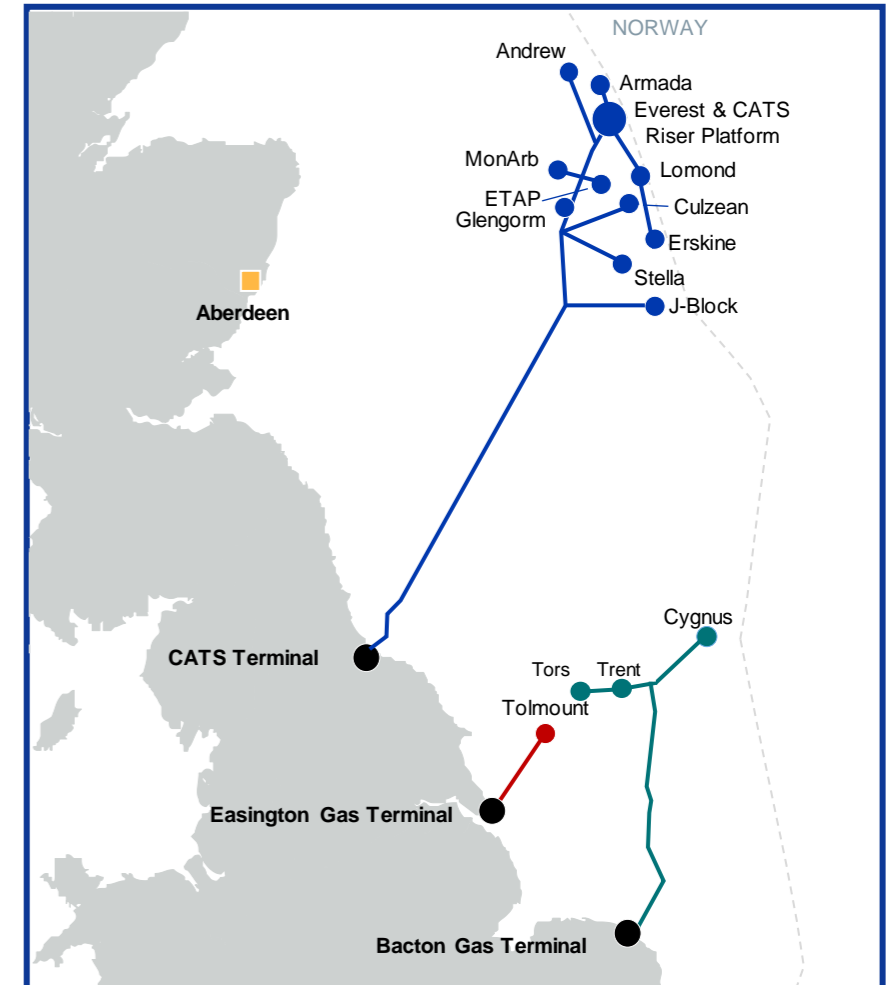 NORWAY
Andrew
Armada
Everest & CATS
Riser Platform
MonArb
Lomond
ETAP
Culzean
Glengorm
Erskine
Stella
Aberdeen
J-Block
Cygnus
CATS Terminal
Tors
Trent
Tolmount
Easington Gas Terminal
Bacton Gas Terminal